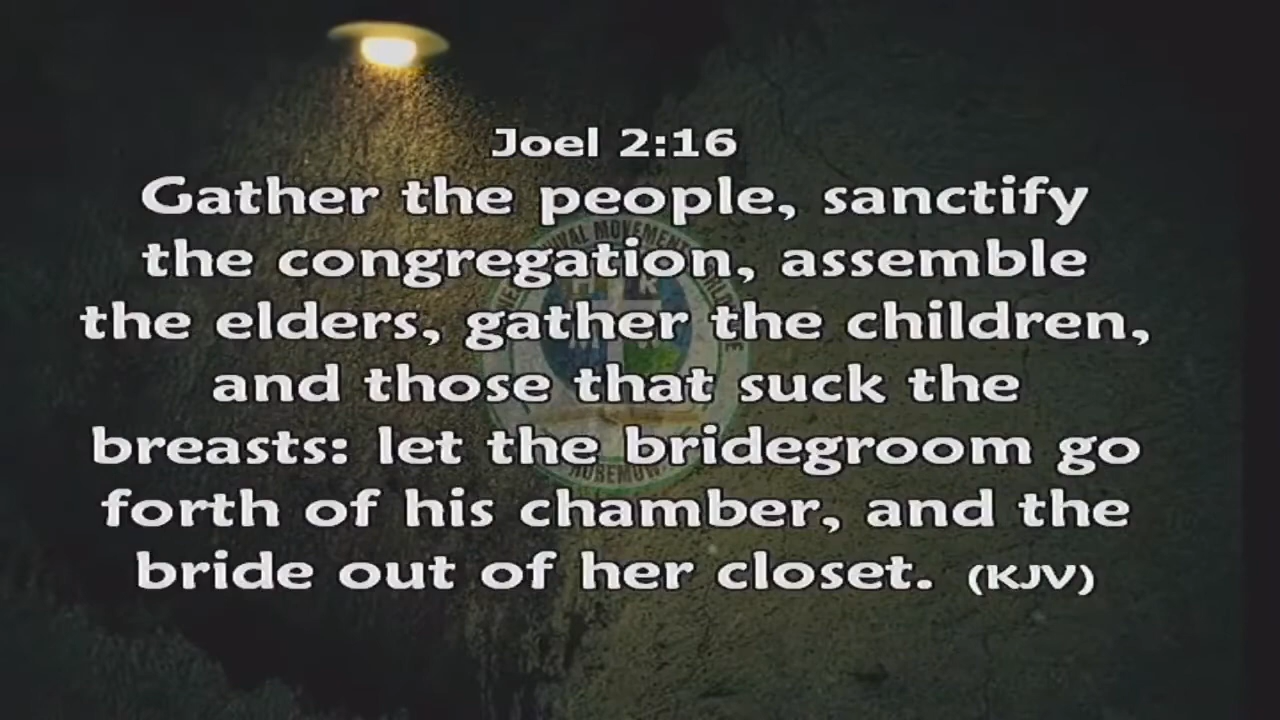 Joel 2:16
Gather the people, sanctify
the congregation, assemble
the elders, gather the children,
and those that suck the
breasts: let the bridegroom go
forth of his chamber, and the
bride out of her closet. (KJV)